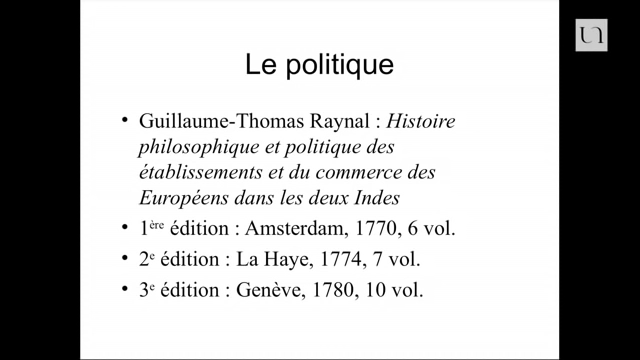 Le politique
• Guillaume-Thomas Raynal : Histoire
philosophique et politique des
établissements et du commerce des
Européens dans les deux Indes
• 1ère édition : Amsterdam, 1770, 6 vol.
• 2e édition : La Haye, 1774, 7 vol.
• 3e édition : Genève, 1780, 10 vol.